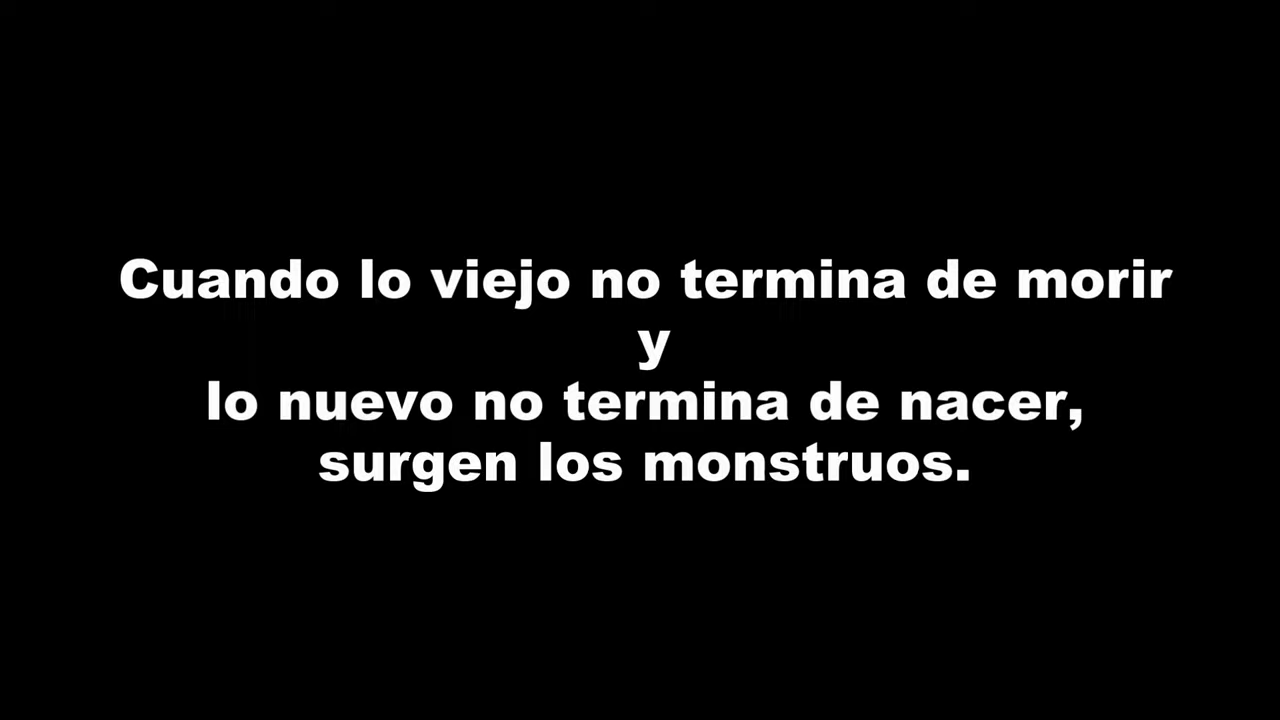 Cuando lo viejo no termina de morir
y
lo nuevo no termina de nacer,
surgen los monstruos.